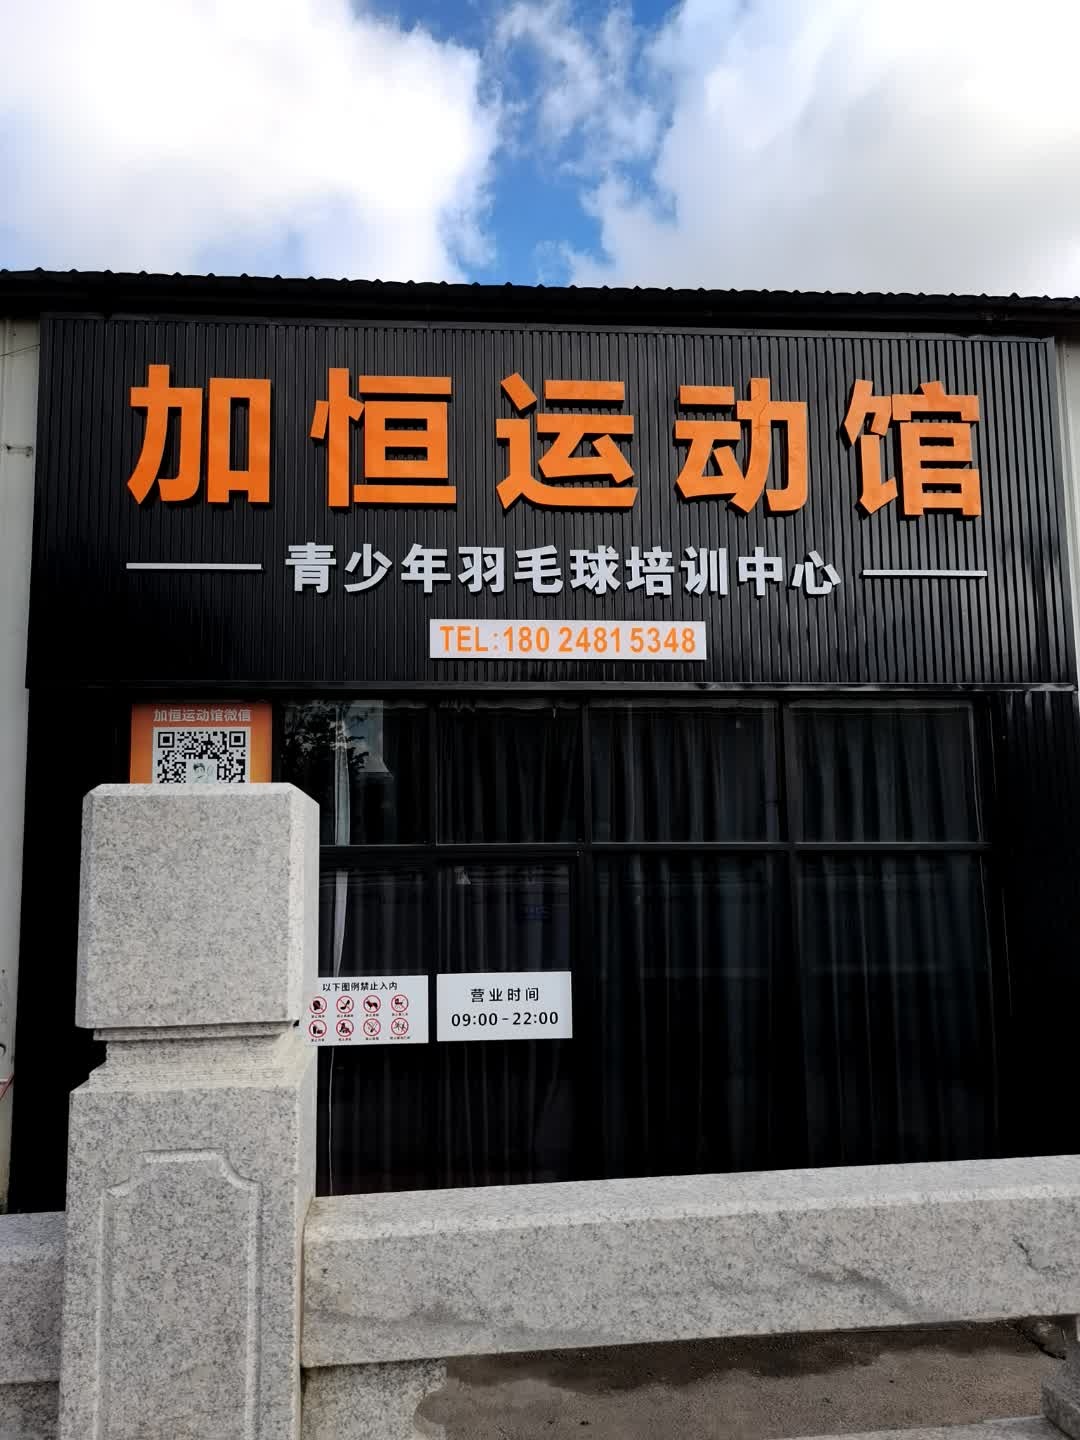 加恒运动馆
青少年羽毛球培训中心
TEL:180 2481 5348
加恒运动馆微信
以下图例禁止入内
营业时间
09:00-22:00